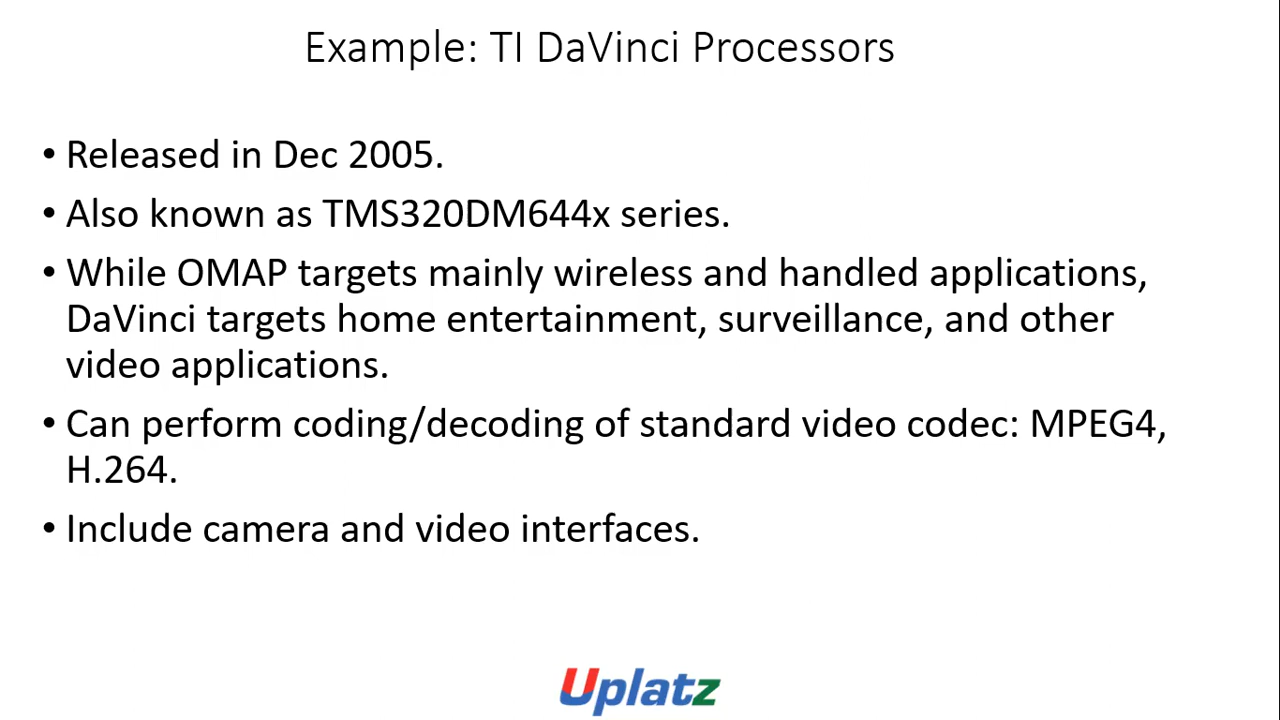 Example: TI DaVinci Processors
• Released in Dec 2005.
• Also known as TMS320DM644x series.
• While OMAP targets mainly wireless and handled applications,
DaVinci targets home entertainment, surveillance, and other
video applications.
• Can perform coding/decoding of standard video codec: MPEG4,
H.264.
• Include camera and video interfaces.
Uplatz